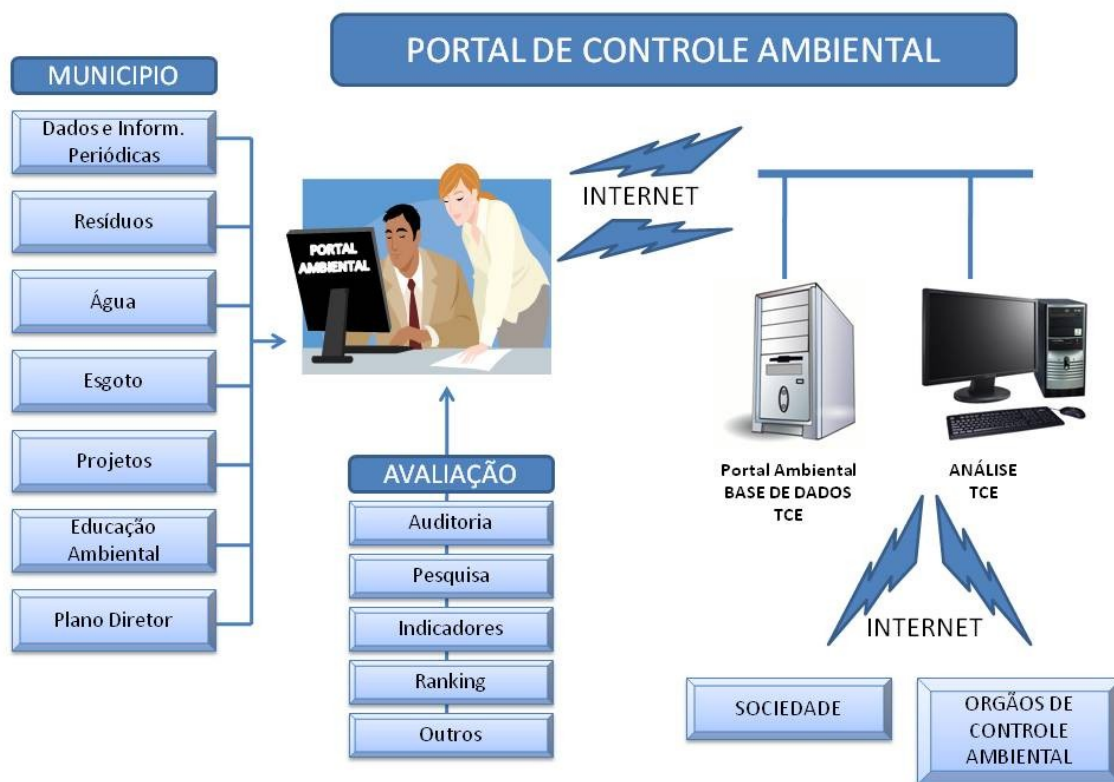 PORTAL DE CONTROLE AMBIENTAL
MUNICIPIO
Dados e Inform.
Periódicas
Resíduos
Água
Esgoto
Projetos
Educação
Ambiental
Plano Diretor
PORTAL
AMBIENTAL
INTERNET
AVALIAÇÃO
Auditoria
Pesquisa
Indicadores
Ranking
Outros
Portal Ambiental
BASE DE DADOS
TCE
ANÁLISE
TCE
INTERNET
SOCIEDADE
ORGÃOS DE
CONTROLE
AMBIENTAL